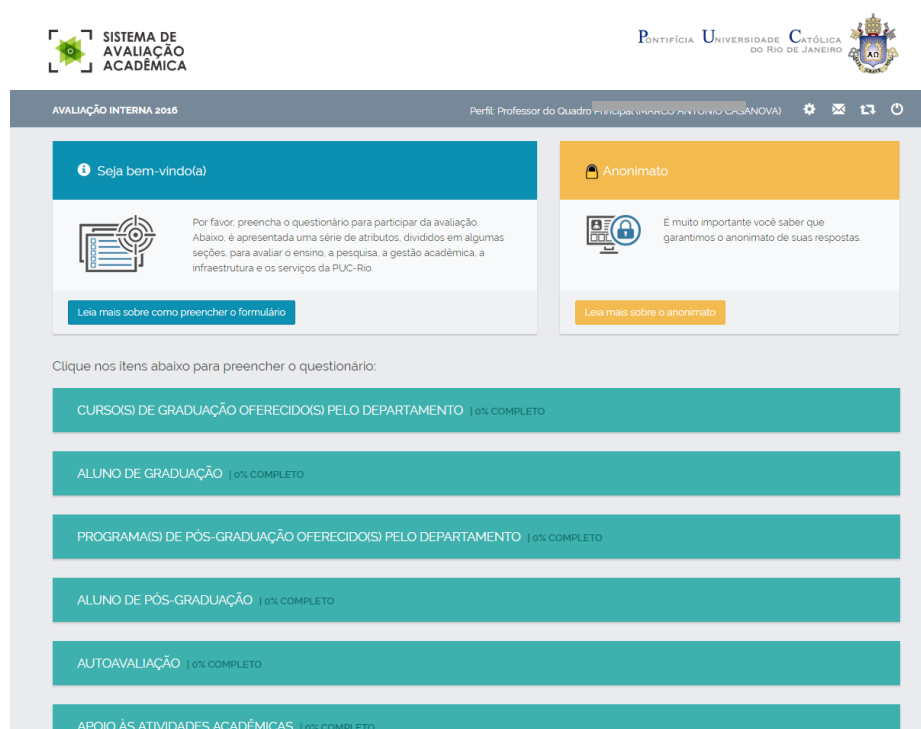 SISTEMA DE
AVALIAÇÃO
ACADÊMICA
PONTIFÍCIA UNIVERSIDADE CATÓLICA
DO RIO DE JANEIRO
ΑΩ
AVALIAÇÃO INTERNA 2016
Perfil: Professor do Quadro Principal (MARCO ANTONIO CASANOVA)
Seja bem-vindo(a)
Anonimato
Por favor, preencha o questionário para participar da avaliação.
Abaixo, é apresentada uma série de atributos, divididos em algumas
seções, para avaliar o ensino, a pesquisa, a gestão acadêmica, a
infraestrutura e os serviços da PUC-Rio.
É muito importante você saber que
garantimos o anonimato de suas respostas.
Leia mais sobre como preencher o formulário
Leia mais sobre o anonimato
Clique nos itens abaixo para preencher o questionário:
CURSO(S) DE GRADUAÇÃO OFERECIDO(S) PELO DEPARTAMENTO | 0% COMPLETO
ALUNO DE GRADUAÇÃO | 0% COMPLETO
PROGRAMA(S) DE PÓS-GRADUAÇÃO OFERECIDO(S) PELO DEPARTAMENTO | 0% COMPLETO
ALUNO DE PÓS-GRADUAÇÃO | 0% COMPLETO
AUTOAVALIAÇÃO | 0% COMPLETO
APOIO ÀS ATIVIDADES ACADÊMICAS | 0% COMPLETO